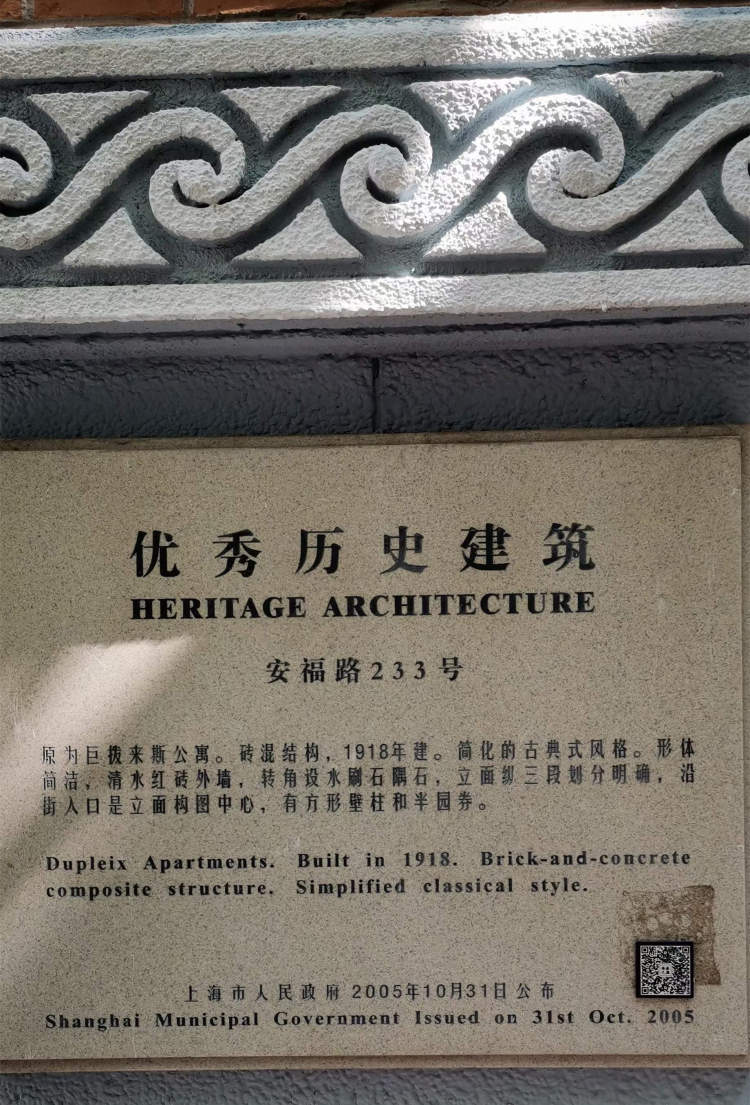 优秀历史建筑
HERITAGE ARCHITECTURE
安福路233号
原为巨拨来斯公寓。砖混结构，1918年建。简化的古典式风格。形体
简洁，清水红砖外墙，转角设水刷石隅石，立面纵三段划分明确，沿
街入口是立面构图中心，有方形壁柱和半园券。
Dupleix Apartments. Built in 1918. Brick-and-concrete
composite structure. Simplified classical style.
上海市人民政府 2005年10月31日公布
Shanghai Municipal Government Issued on 31st Oct. 2005